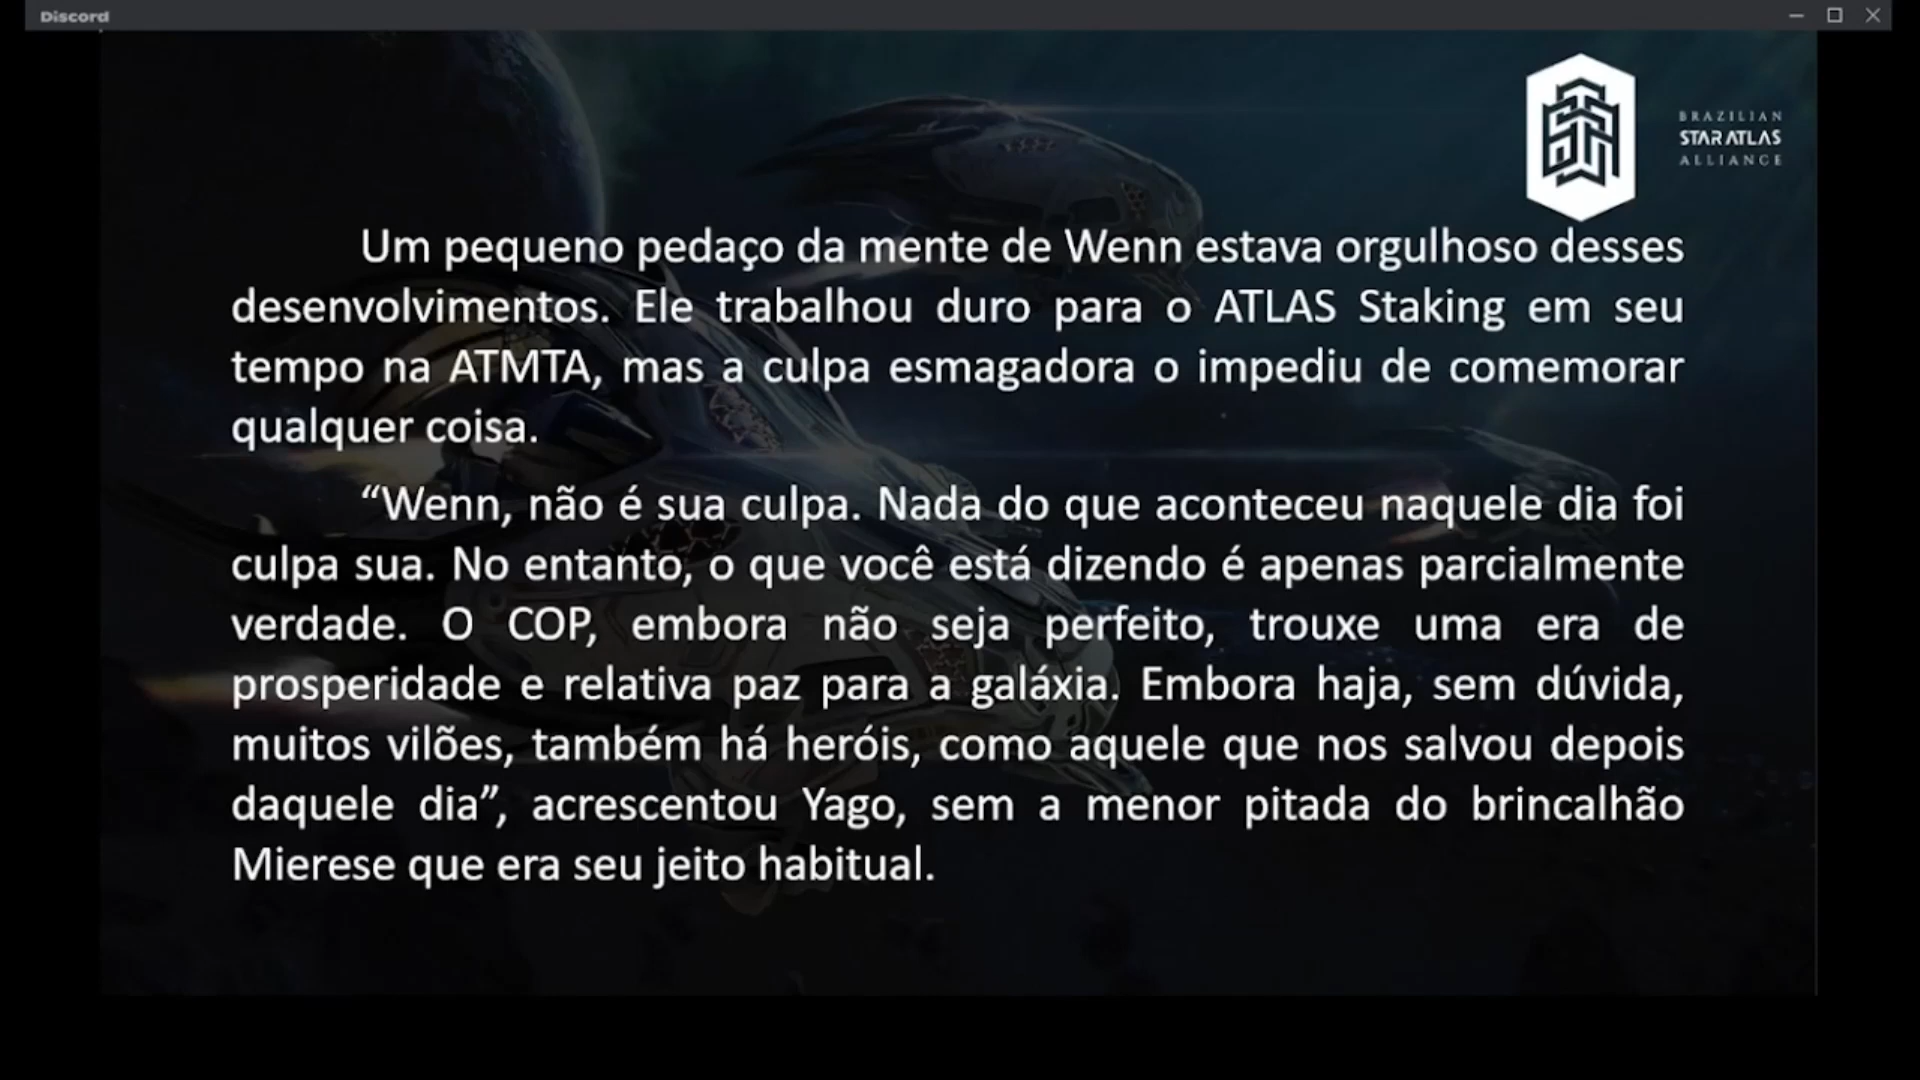 Discord
BRAZILIAN
STAR ATLAS
ALLIANCE
Um pequeno pedaço da mente de Wenn estava orgulhoso desses
desenvolvimentos. Ele trabalhou duro para o ATLAS Staking em seu
tempo na ATMTA, mas a culpa esmagadora o impediu de comemorar
qualquer coisa.
“Wenn, não é sua culpa. Nada do que aconteceu naquele dia foi
culpa sua. No entanto, o que você está dizendo é apenas parcialmente
verdade. O COP, embora não seja perfeito, trouxe uma era de
prosperidade e relativa paz para a galáxia. Embora haja, sem dúvida,
muitos vilões, também há heróis, como aquele que nos salvou depois
daquele dia”, acrescentou Yago, sem a menor pitada do brincalhão
Mierese que era seu jeito habitual.